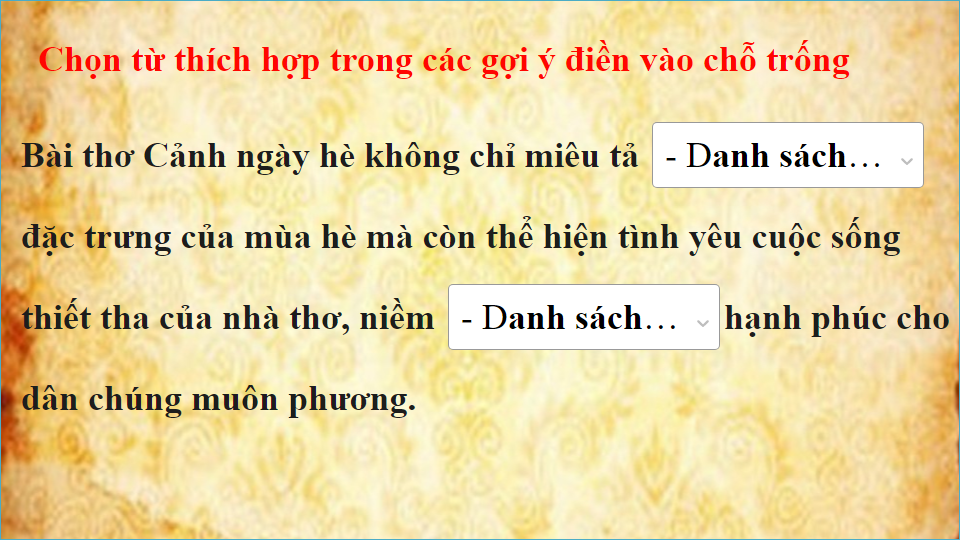 Chọn từ thích hợp trong các gợi ý điền vào chỗ trống
Bài thơ Cảnh ngày hè không chỉ miêu tả - Danh sách…
đặc trưng của mùa hè mà còn thể hiện tình yêu cuộc sống
thiết tha của nhà thơ, niềm - Danh sách… hạnh phúc cho
dân chúng muôn phương.